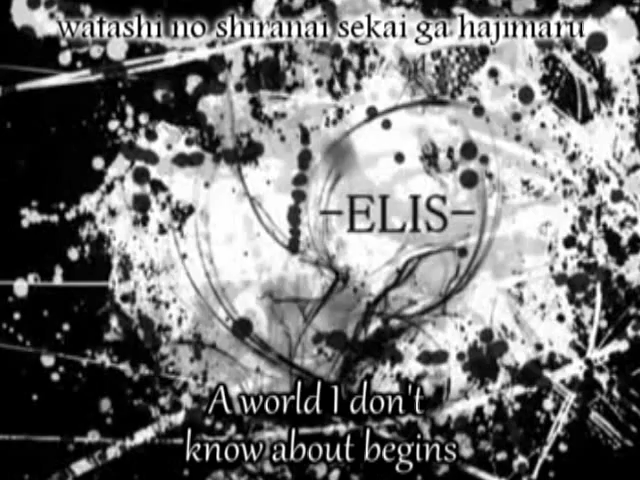 watashi no shiranai sekai ga hajimaru
-ELIS-
A world I don't
know about begins